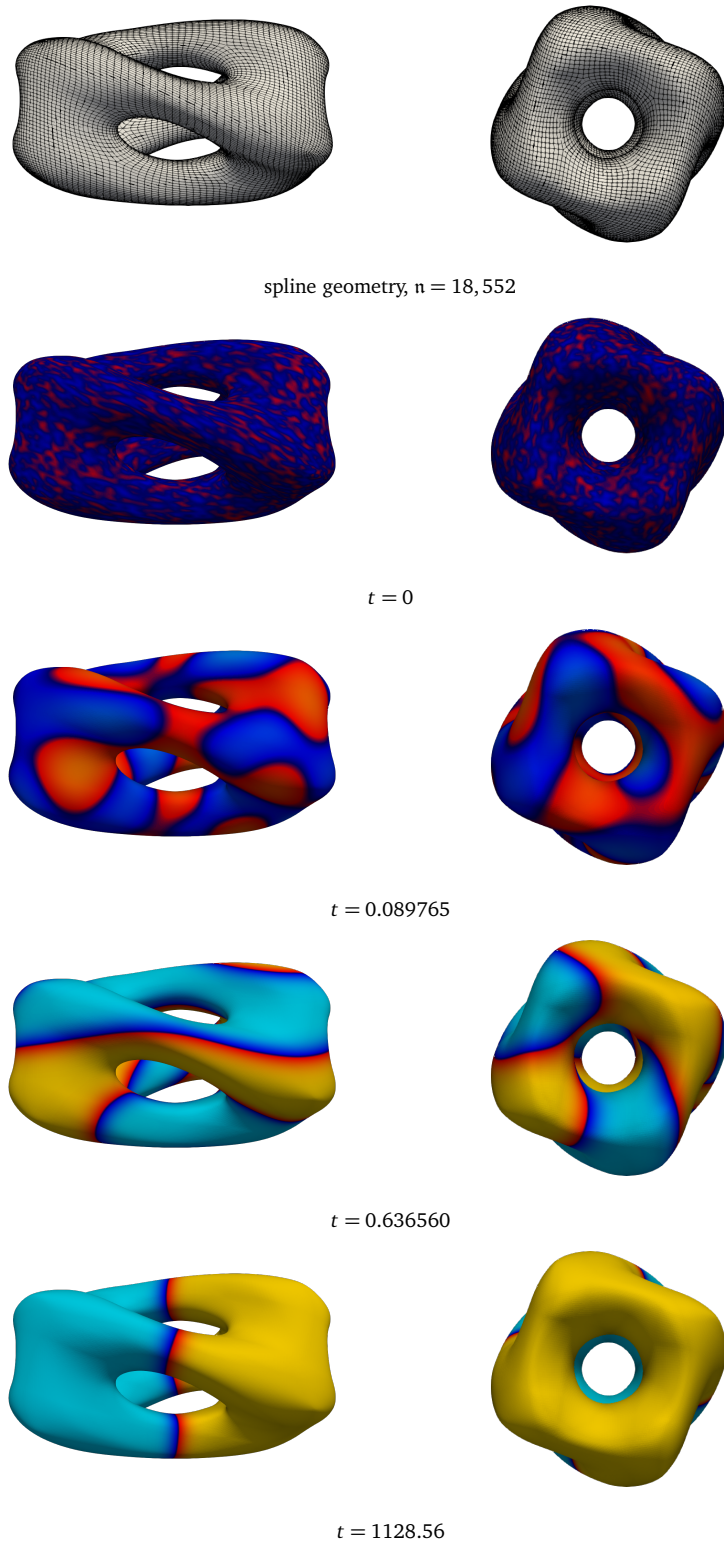 spline geometry, 𝔫 = 18,552
t = 0
t = 0.089765
t = 0.636560
t = 1128.56